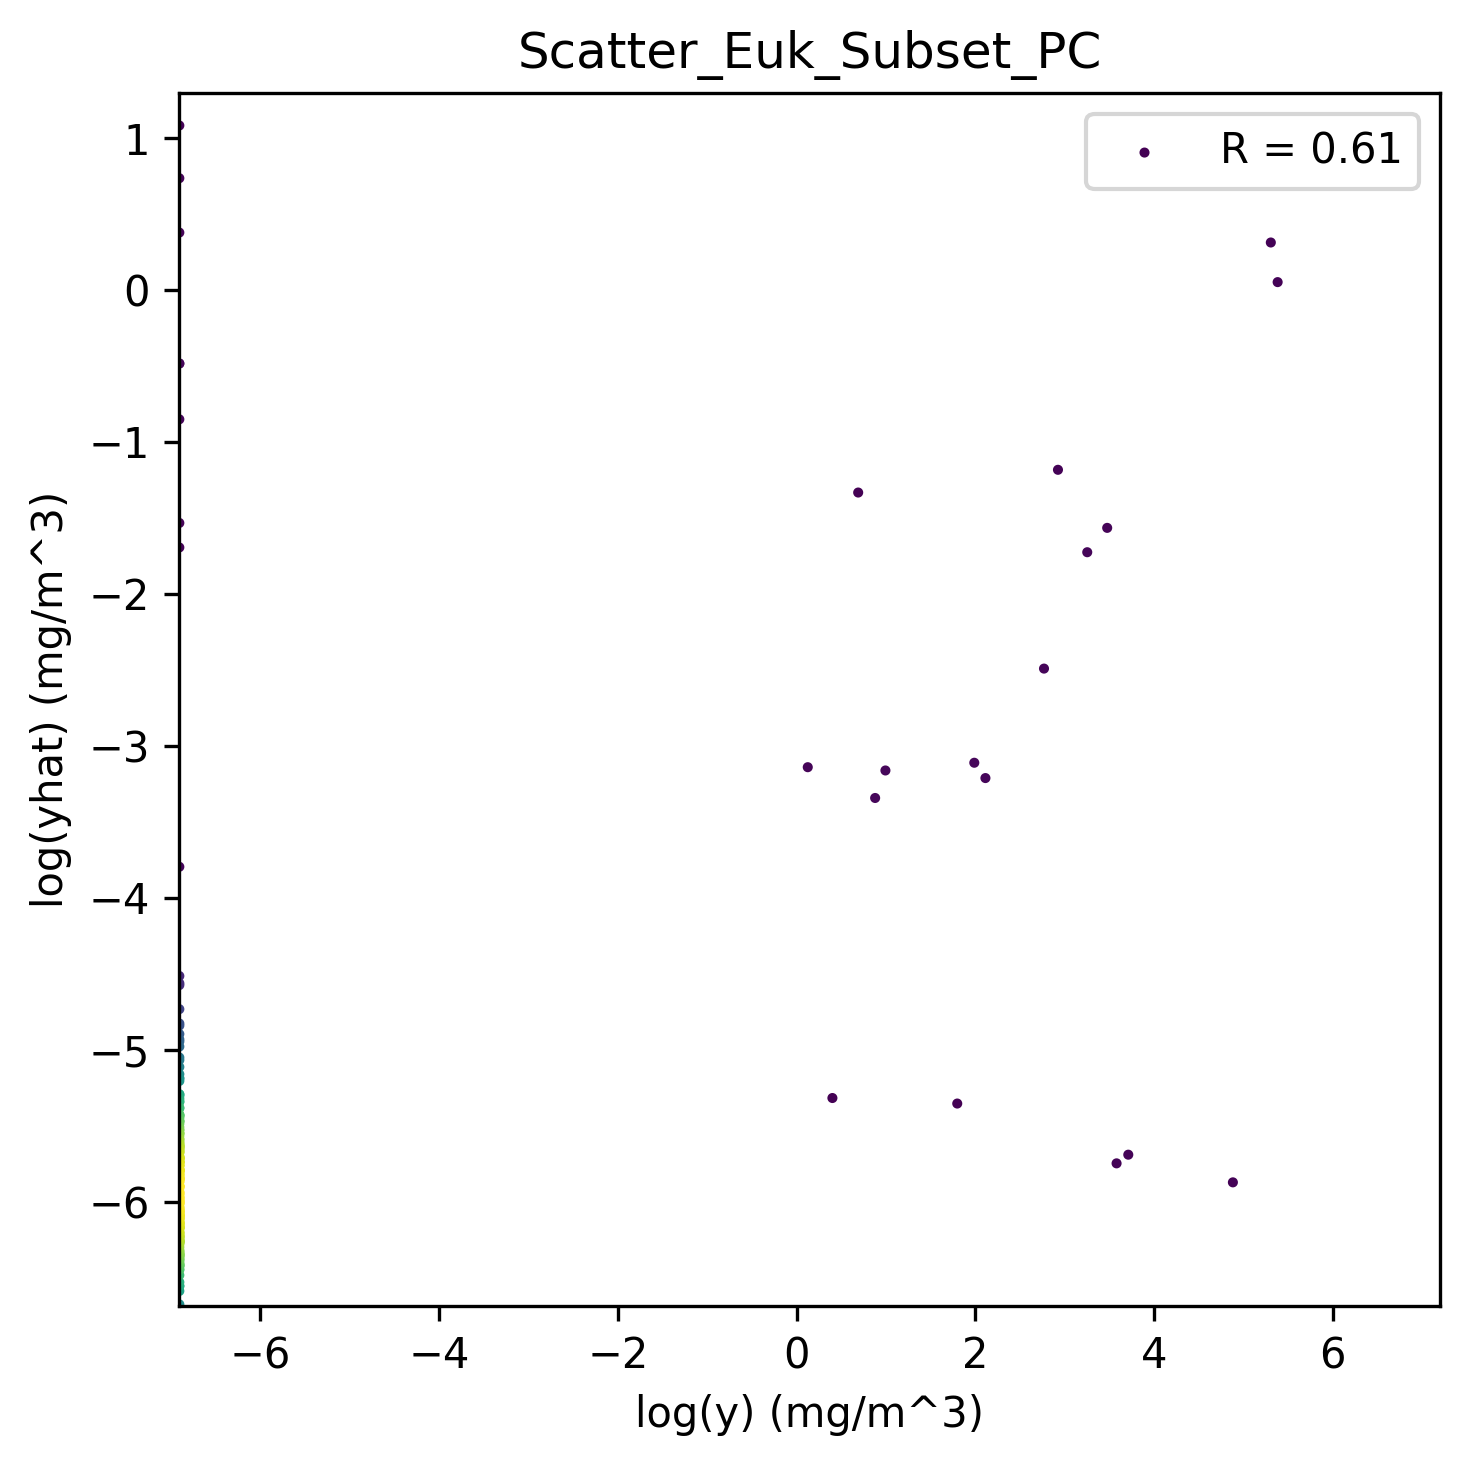 Scatter_Euk_Subset_PC
R = 0.61
1
0
−1
−2
−3
−4
−5
−6
log(yhat) (mg/m^3)
−6 −4 −2 0 2 4 6
log(y) (mg/m^3)